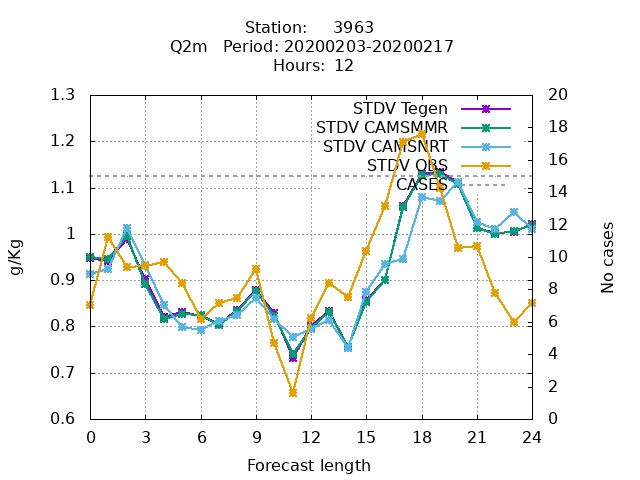 Station: 3963
Q2m Period: 20200203-20200217
Hours: 12
STDV Tegen
STDV CAMSMMR
STDV CAMSNRT
STDV OBS
CASES
g/Kg
1.3
1.2
1.1
1
0.9
0.8
0.7
0.6
20
18
16
14
12
10
8
6
4
2
0
No cases
0 3 6 9 12 15 18 21 24
Forecast length